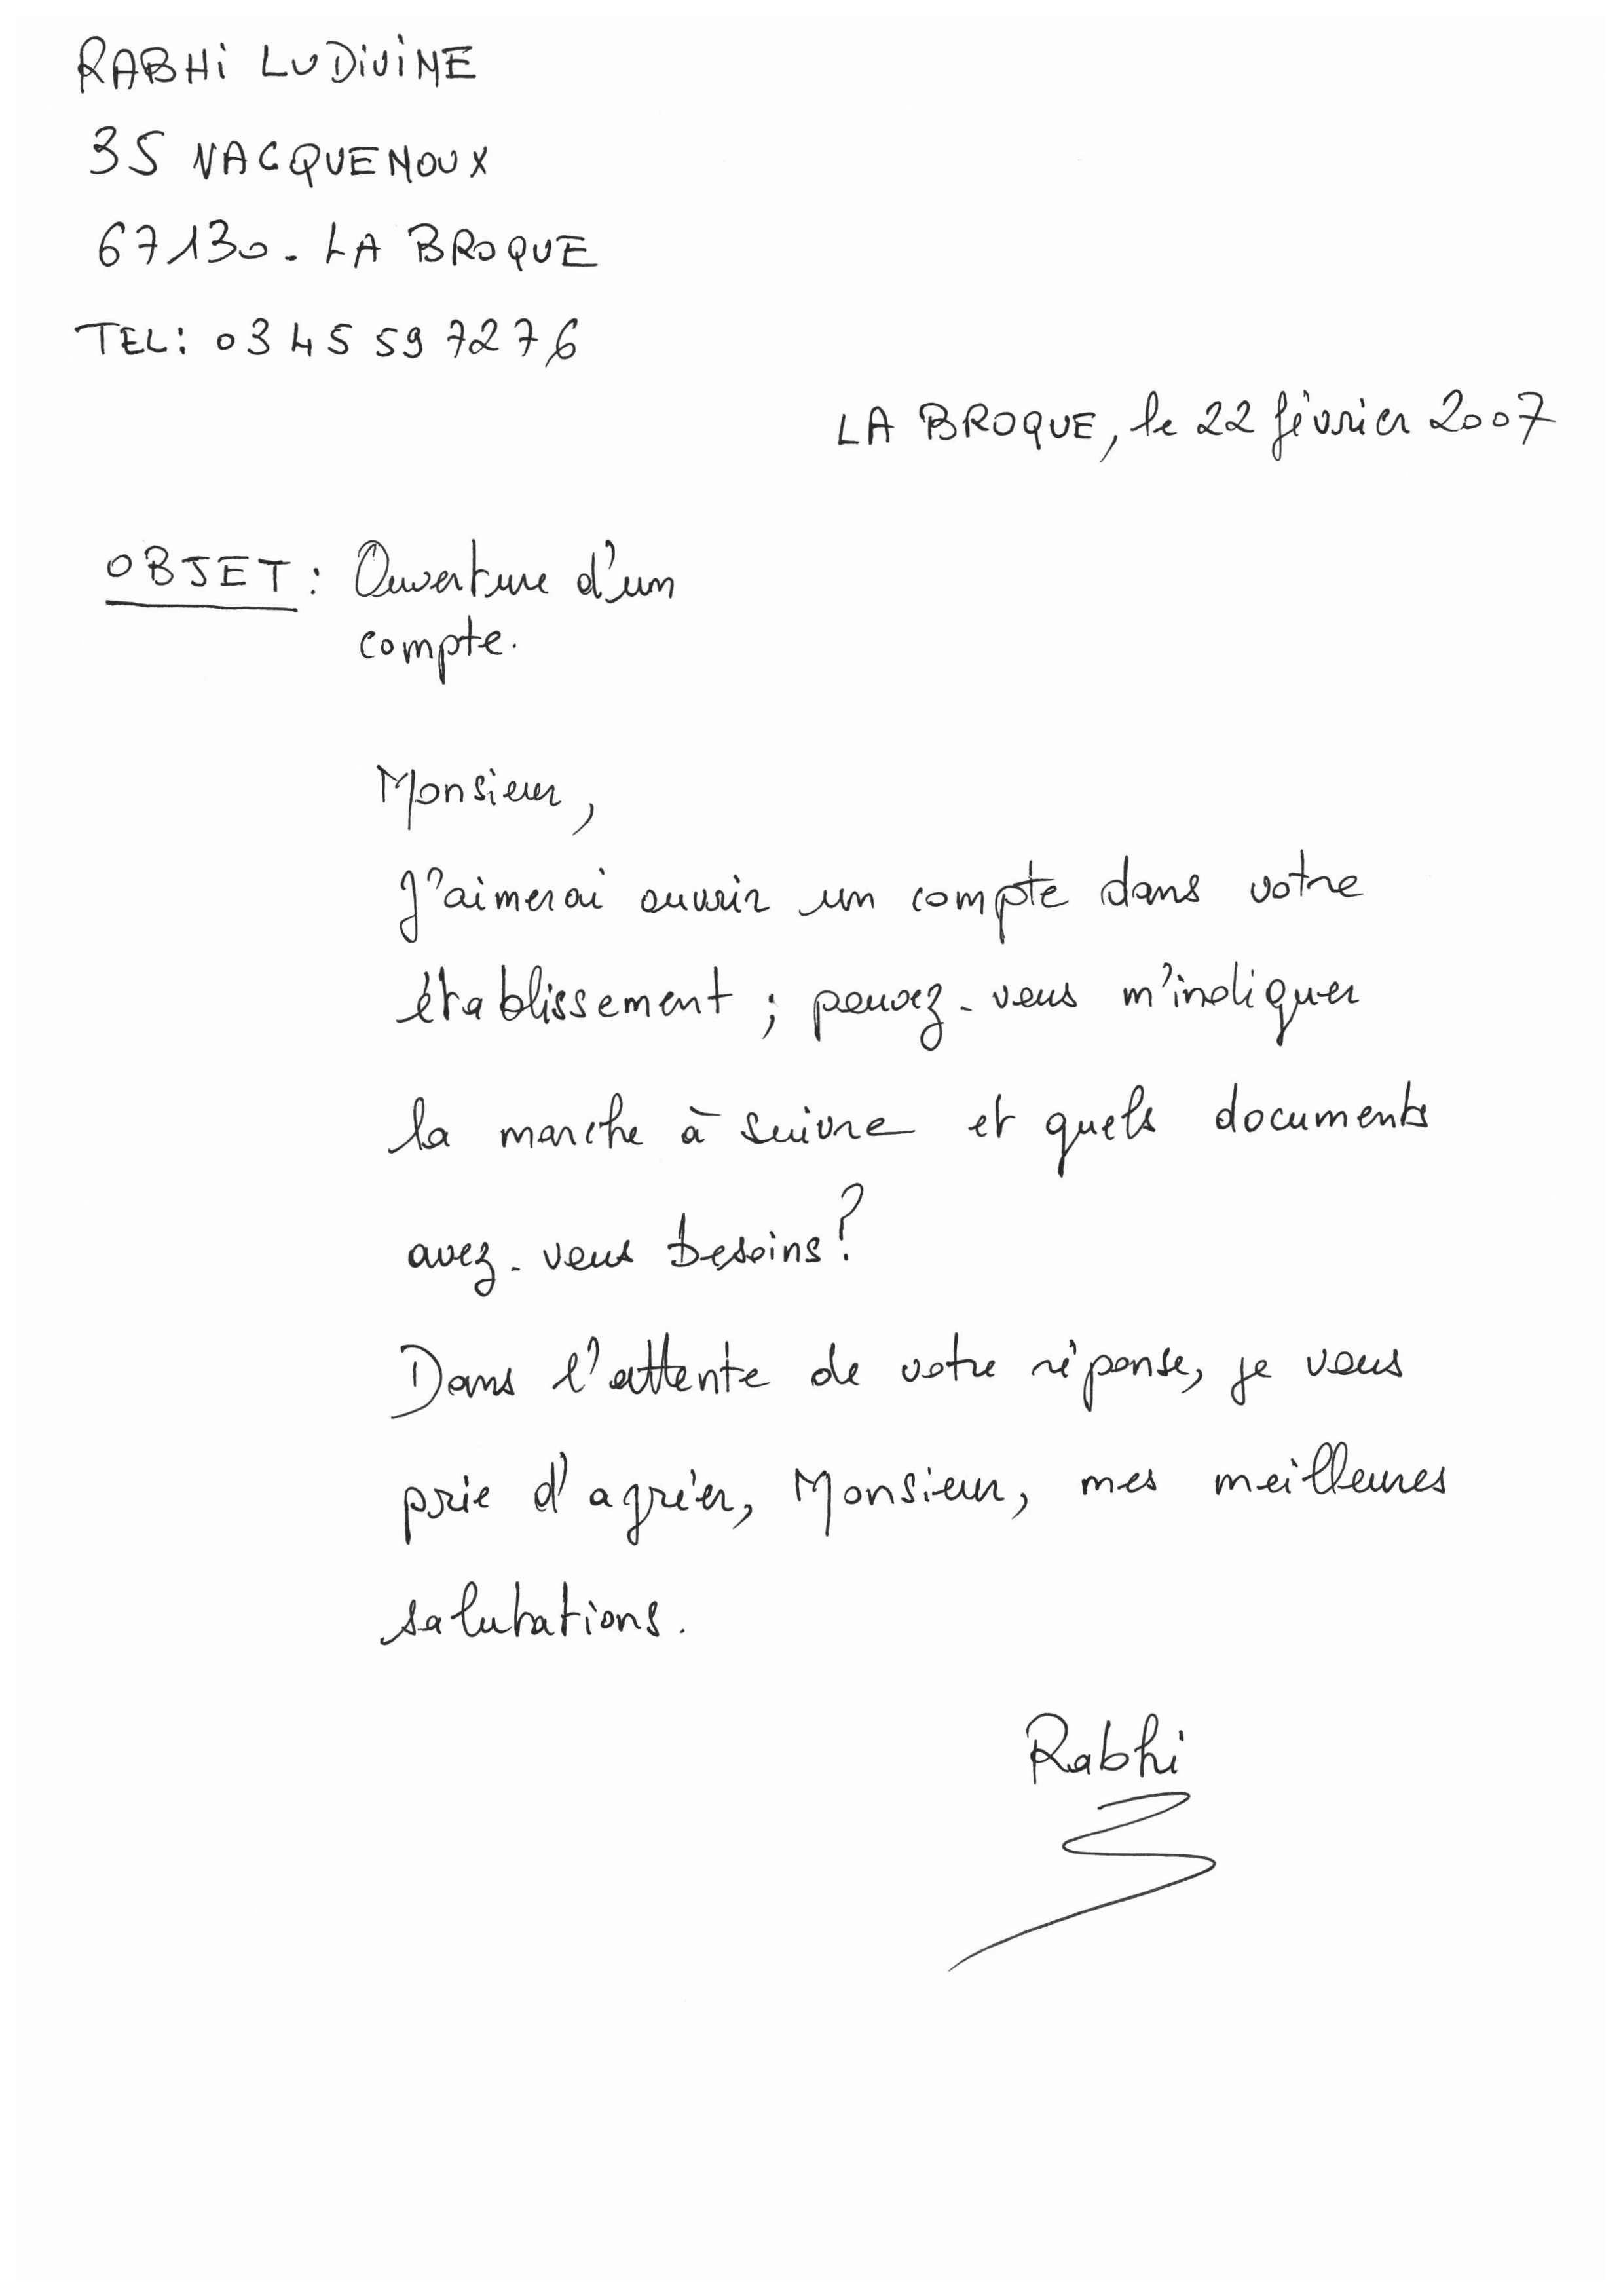 RABHI LUDIVINE
35 VACQUENOUX
67130. LA BROQUE
TEL: 03 45 59 72 76
LA BROQUE, le 22 février 2007
OBJET : Ouverture d'un
compte.
Monsieur,
J'aimerai ouvrir un compte dans votre
établissement ; pouvez-vous m'indiquer
la marche à suivre et quels documents
avez-vous besoins ?
Dans l'attente de votre réponse, je vous
prie d'agréer, Monsieur, mes meilleures
salutations.
Rabhi